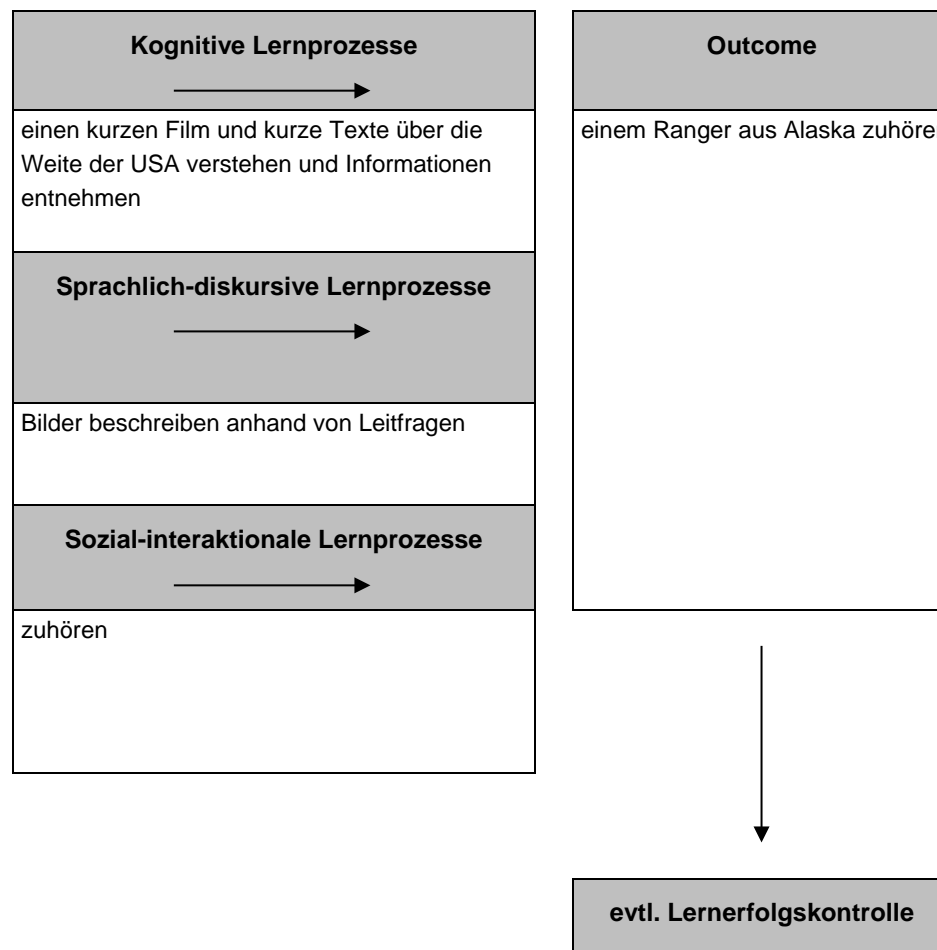 Kognitive Lernprozesse
einen kurzen Film und kurze Texte über die
Weite der USA verstehen und Informationen
entnehmen
Sprachlich-diskursive Lernprozesse
Bilder beschreiben anhand von Leitfragen
Sozial-interaktionale Lernprozesse
zuhören
Outcome
einem Ranger aus Alaska zuhöre
evtl. Lernerfolgskontrolle